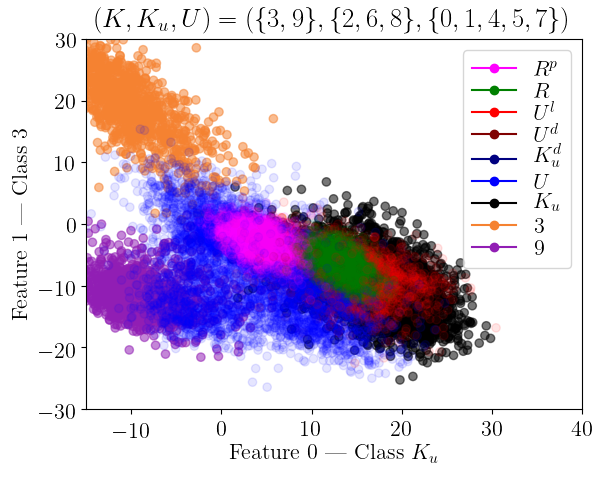 (K, K_u, U) = ({3, 9}, {2, 6, 8}, {0, 1, 4, 5, 7})
30
20
10
0
−10
−20
−30
Feature 1 — Class 3
−10
0
10
20
30
40
Feature 0 — Class K_u
R^p
R
U^l
U^d
K_u^d
U
K_u
3
9